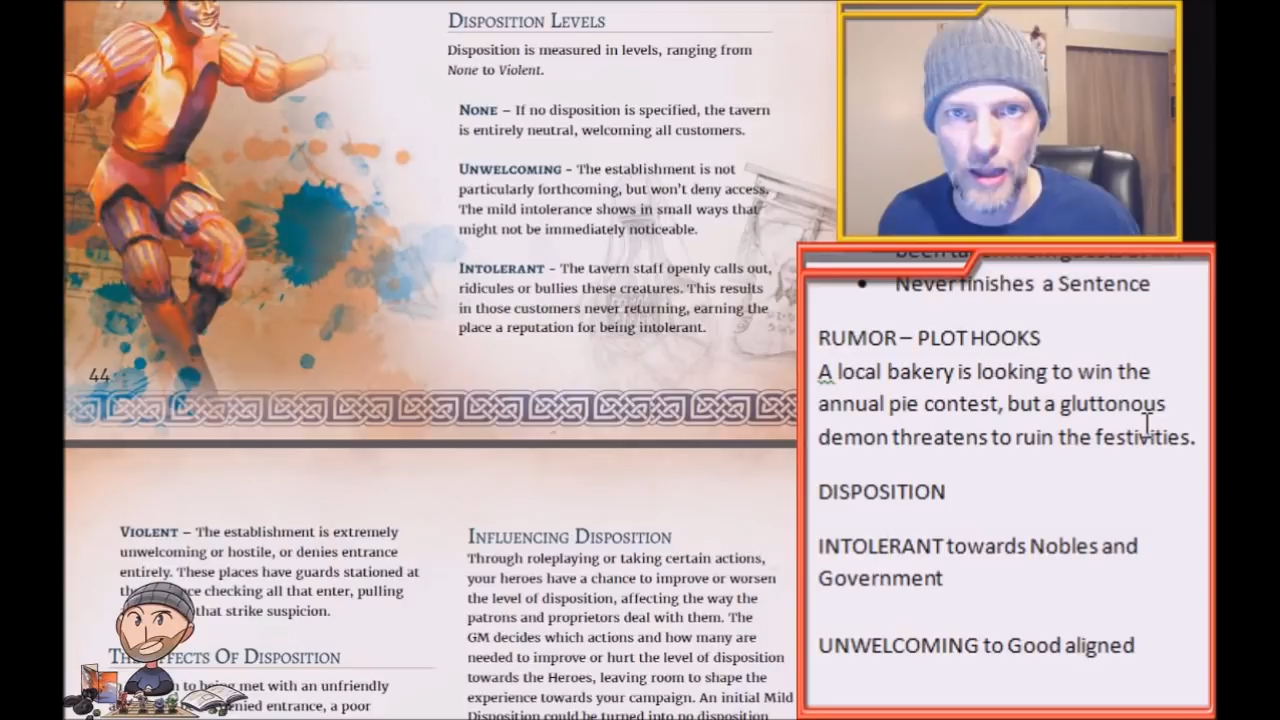 DISPOSITION LEVELS
Disposition is measured in levels, ranging from
None to Violent.
NONE – If no disposition is specified, the tavern
is entirely neutral, welcoming all customers.
UNWELCOMING - The establishment is not
particularly forthcoming, but won't deny access.
The mild intolerance shows in small ways that
might not be immediately noticeable.
INTOLERANT - The tavern staff openly calls out,
ridicules or bullies these creatures. This results
in those customers never returning, earning the
place a reputation for being intolerant.
44
VIOLENT – The establishment is extremely
unwelcoming or hostile, or denies entrance
entirely. These places have guards stationed at
checking all that enter, pulling
that strike suspicion.
OF DISPOSITION
being met with an unfriendly
entrance, a poor
INFLUENCING DISPOSITION
Through roleplaying or taking certain actions,
your heroes have a chance to improve or worsen
the level of disposition, affecting the way the
patrons and proprietors deal with them. The
GM decides which actions and how many are
needed to improve or hurt the level of disposition
towards the Heroes, leaving room to shape the
experience towards your campaign. An initial Mild
Disposition could be turned into no disposition
• Never finishes a Sentence
RUMOR – PLOT HOOKS
A local bakery is looking to win the
annual pie contest, but a gluttonous
demon threatens to ruin the festivities.
DISPOSITION
INTOLERANT towards Nobles and
Government
UNWELCOMING to Good aligned